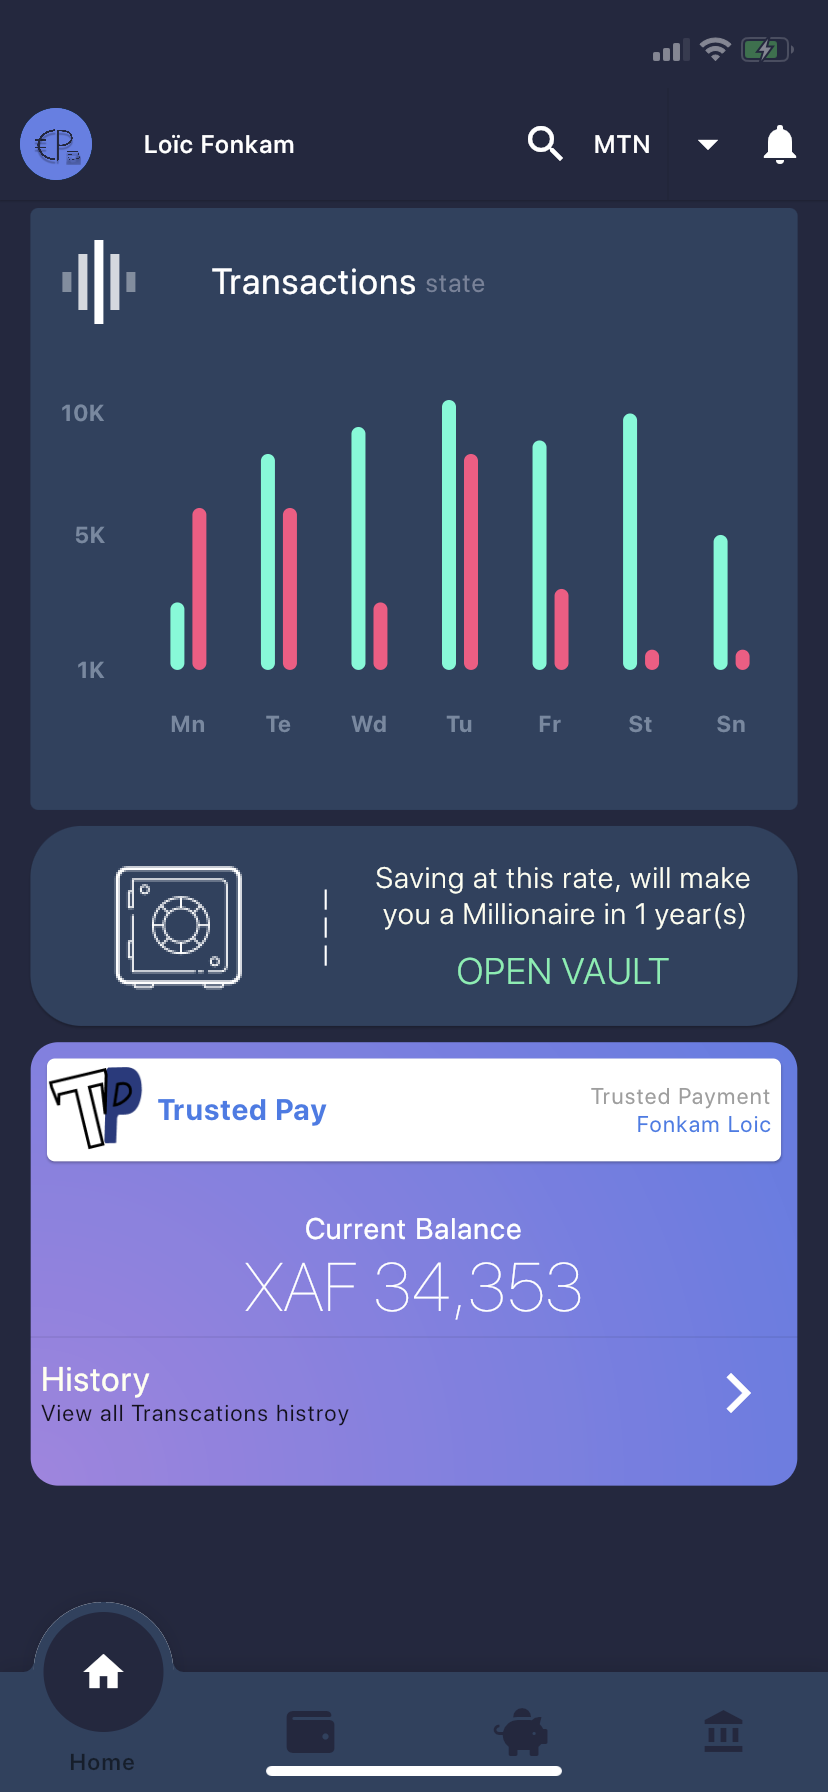 Loïc Fonkam
MTN
Transactions state
10K
5K
1K
Mn Te Wd Tu Fr St Sn
Saving at this rate, will make
you a Millionaire in 1 year(s)
OPEN VAULT
TP
Trusted Pay
Trusted Payment
Fonkam Loic
Current Balance
XAF 34,353
History
View all Transcations histroy
Home